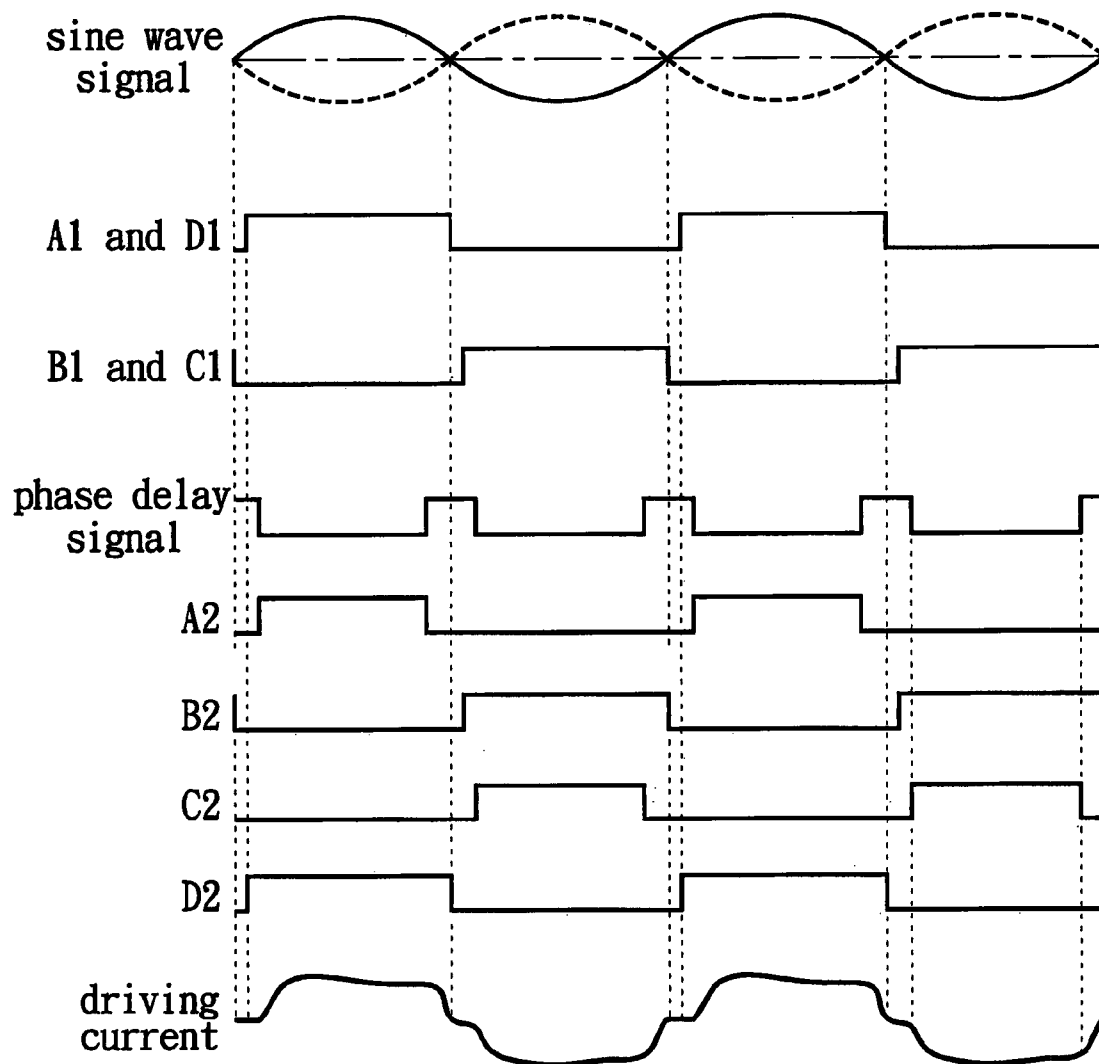 sine wave
signal
A1 and D1
B1 and C1
phase delay
signal
A2
B2
C2
D2
driving
current